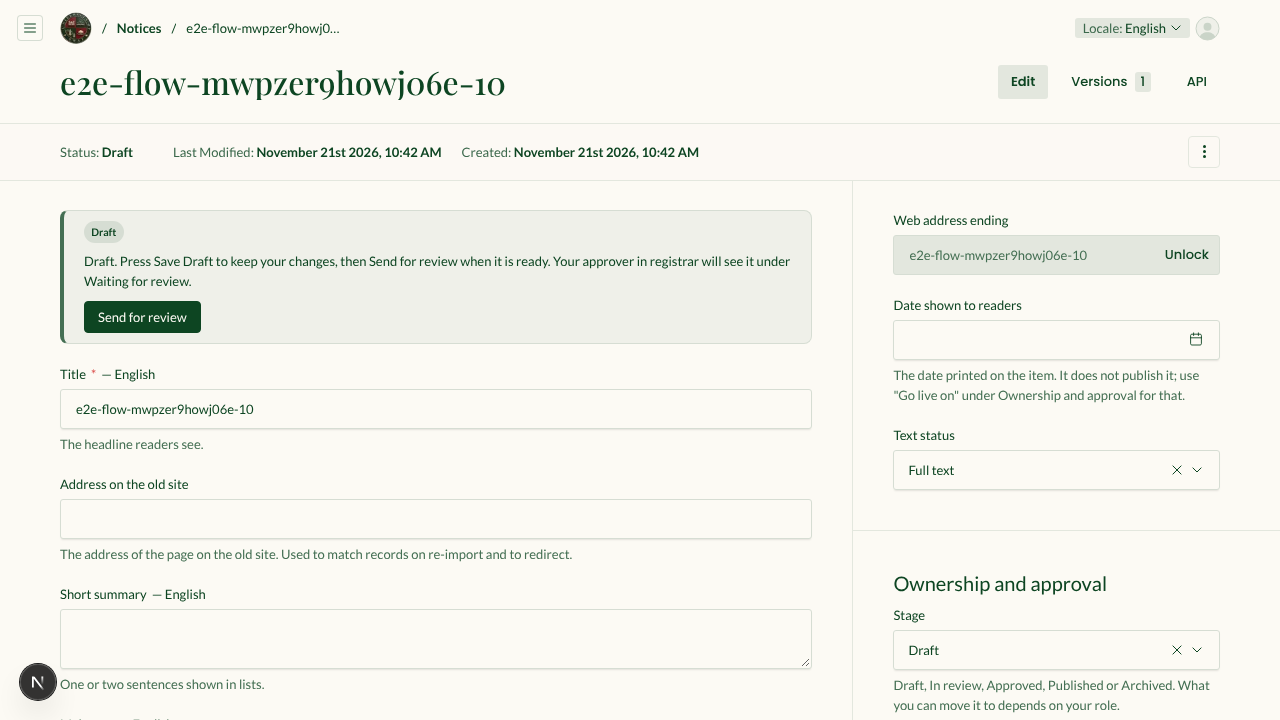 / Notices / e2e-flow-mwpzer9howj0...
Locale: English
e2e-flow-mwpzer9howj06e-10
Edit Versions 1 API
Status: Draft Last Modified: November 21st 2026, 10:42 AM Created: November 21st 2026, 10:42 AM
Draft
Draft. Press Save Draft to keep your changes, then Send for review when it is ready. Your approver in registrar will see it under
Waiting for review.
Send for review
Title * — English
e2e-flow-mwpzer9howj06e-10
The headline readers see.
Address on the old site
The address of the page on the old site. Used to match records on re-import and to redirect.
Short summary — English
One or two sentences shown in lists.
N
Web address ending
e2e-flow-mwpzer9howj06e-10 Unlock
Date shown to readers
The date printed on the item. It does not publish it; use
"Go live on" under Ownership and approval for that.
Text status
Full text
Ownership and approval
Stage
Draft
Draft, In review, Approved, Published or Archived. What
you can move it to depends on your role.